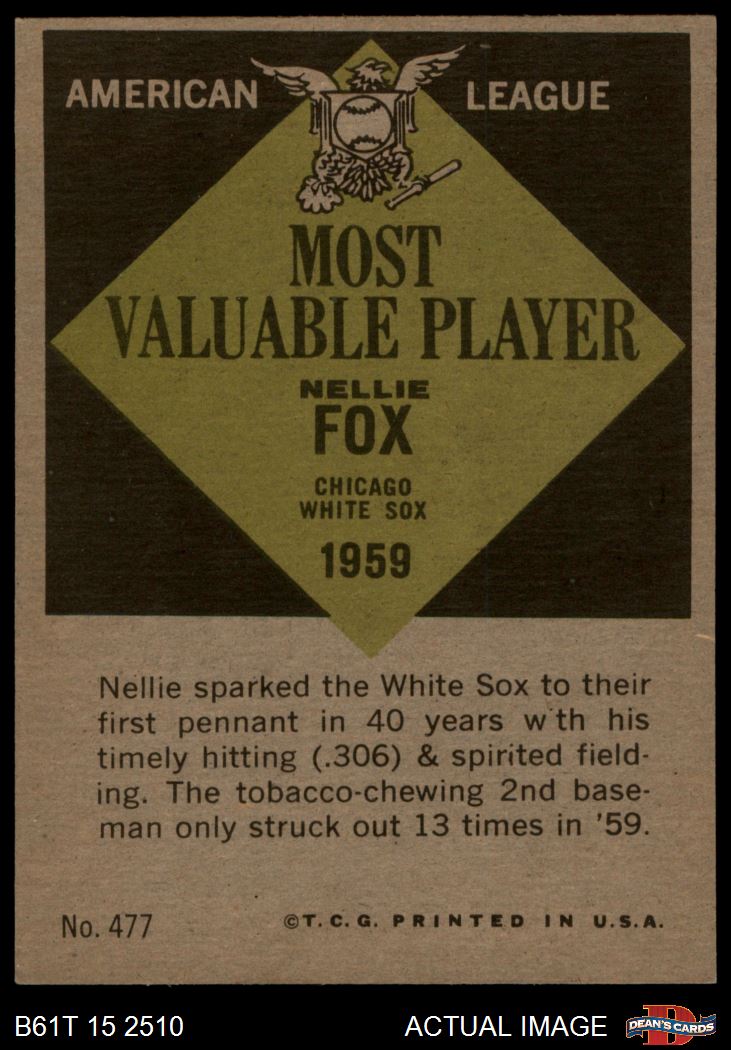 AMERICAN LEAGUE
MOST
VALUABLE PLAYER
NELLIE
FOX
CHICAGO
WHITE SOX
1959
Nellie sparked the White Sox to their
first pennant in 40 years w th his
timely hitting (.306) & spirited field-
ing. The tobacco-chewing 2nd base-
man only struck out 13 times in '59.
No. 477 ©T.C.G. PRINTED IN U.S.A.
B61T 15 2510 ACTUAL IMAGE D DEAN'S CARDS